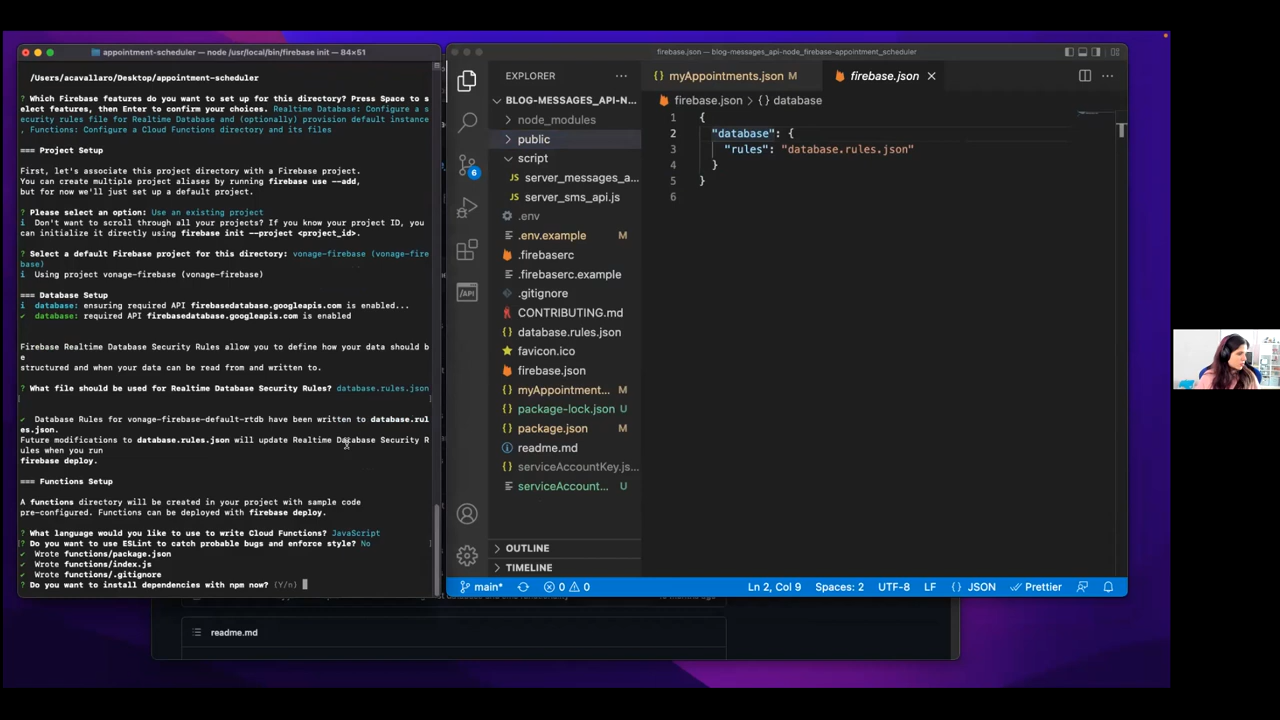 appointment-scheduler — node /usr/local/bin/firebase init — 84×51
/Users/acavallaro/Desktop/appointment-scheduler
? Which Firebase features do you want to set up for this directory? Press Space to s
elect features, then Enter to confirm your choices. Realtime Database: Configure a s
ecurity rules file for Realtime Database and (optionally) provision default instance
, Functions: Configure a Cloud Functions directory and its files
=== Project Setup
First, let's associate this project directory with a Firebase project.
You can create multiple project aliases by running firebase use --add,
but for now we'll just set up a default project.
? Please select an option: Use an existing project
i Don't want to scroll through all your projects? If you know your project ID, you
can initialize it directly using firebase init --project <project_id>.
? Select a default Firebase project for this directory: vonage-firebase (vonage-fire
base)
i Using project vonage-firebase (vonage-firebase)
=== Database Setup
i database: ensuring required API firebasedatabase.googleapis.com is enabled...
✔ database: required API firebasedatabase.googleapis.com is enabled
Firebase Realtime Database Security Rules allow you to define how your data should b
e
structured and when your data can be read from and written to.
? What file should be used for Realtime Database Security Rules? database.rules.json
✔ Database Rules for vonage-firebase-default-rtdb have been written to database.rul
es.json.
Future modifications to database.rules.json will update Realtime Database Security R
ules when you run
firebase deploy.
=== Functions Setup
A functions directory will be created in your project with sample code
pre-configured. Functions can be deployed with firebase deploy.
? What language would you like to use to write Cloud Functions? JavaScript
? Do you want to use ESLint to catch probable bugs and enforce style? No
✔ Wrote functions/package.json
✔ Wrote functions/index.js
✔ Wrote functions/.gitignore
? Do you want to install dependencies with npm now? (Y/n)
firebase.json — blog-messages_api-node_firebase-appointment_scheduler
EXPLORER
BLOG-MESSAGES_API-N...
node_modules
public
script
server_messages_a...
server_sms_api.js
.env
.env.example M
.firebaserc
.firebaserc.example
.gitignore
CONTRIBUTING.md
database.rules.json
favicon.ico
firebase.json
myAppointment... M
package-lock.json U
package.json M
readme.md
serviceAccountKey.js...
serviceAccount... U
OUTLINE
TIMELINE
6
/API
myAppointments.json M
firebase.json
firebase.json > {} database
1 {
2 "database": {
3 "rules": "database.rules.json"
4 }
5 }
6
main* 0 0
Ln 2, Col 9 Spaces: 2 UTF-8 LF {} JSON Prettier
readme.md